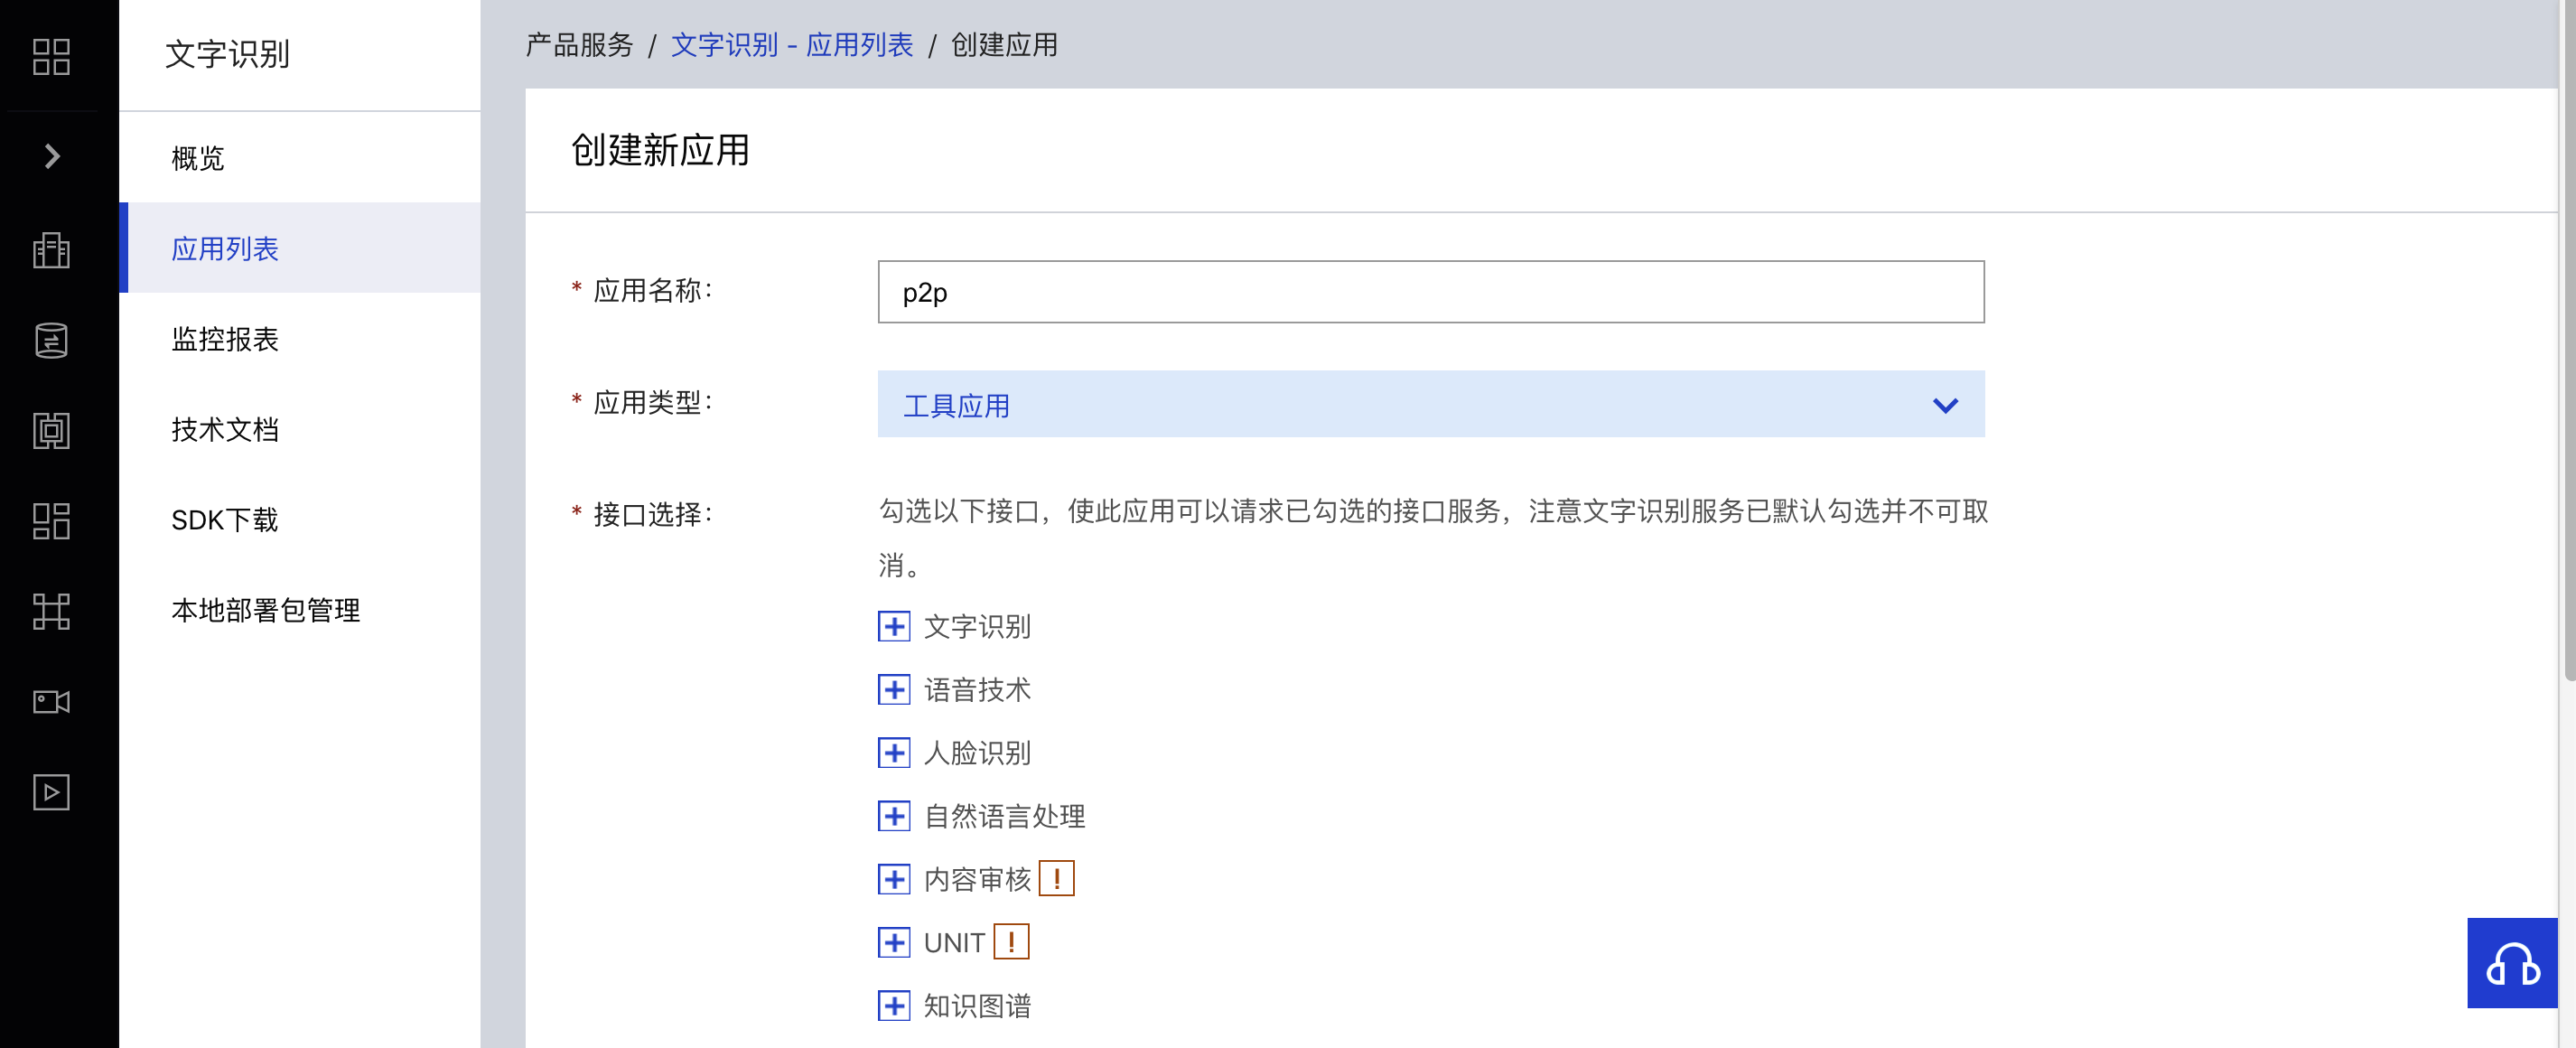 文字识别
概览
应用列表
监控报表
技术文档
SDK下载
本地部署包管理
产品服务 / 文字识别 - 应用列表 / 创建应用
创建新应用
* 应用名称：
p2p
* 应用类型：
工具应用
* 接口选择：
勾选以下接口，使此应用可以请求已勾选的接口服务，注意文字识别服务已默认勾选并不可取
消。
文字识别
语音技术
人脸识别
自然语言处理
内容审核 !
UNIT !
知识图谱